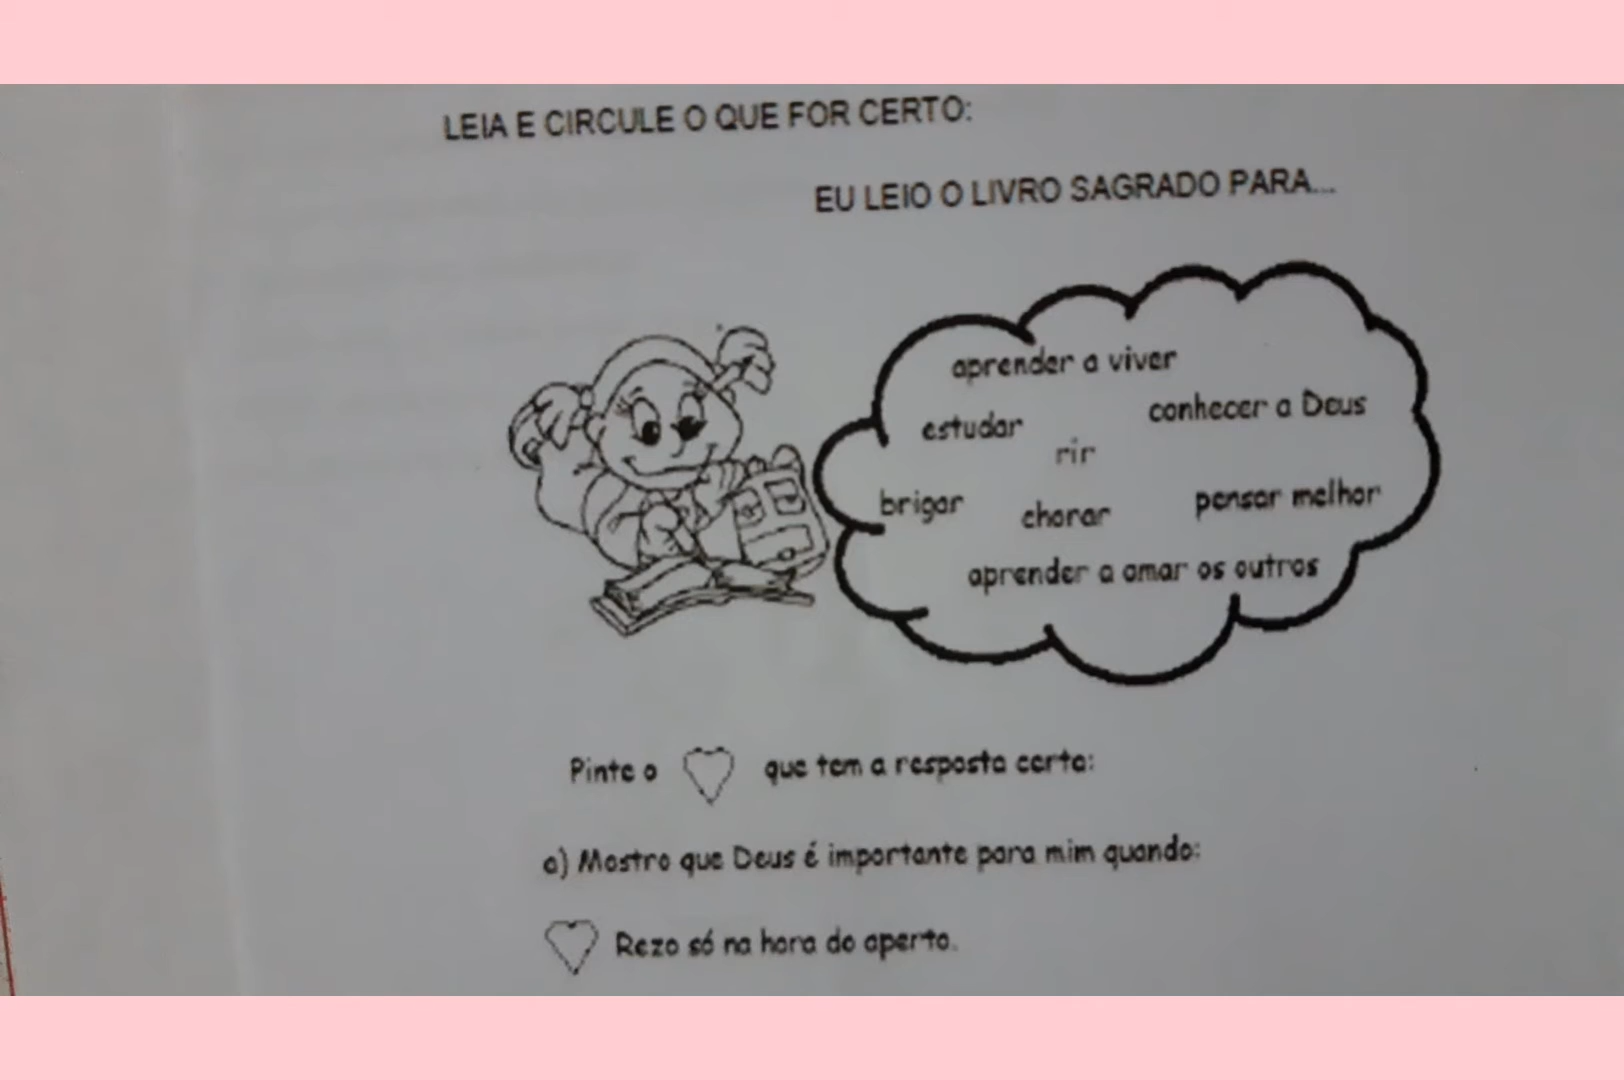 LEIA E CIRCULE O QUE FOR CERTO:
EU LEIO O LIVRO SAGRADO PARA...
aprender a viver
conhecer a Deus
estudar
rir
brigar
chorar
pensar melhor
aprender a amar os outros
Pinte o que tem a resposta certa:
a) Mostro que Deus é importante para mim quando:
Rezo só na hora do aperto.